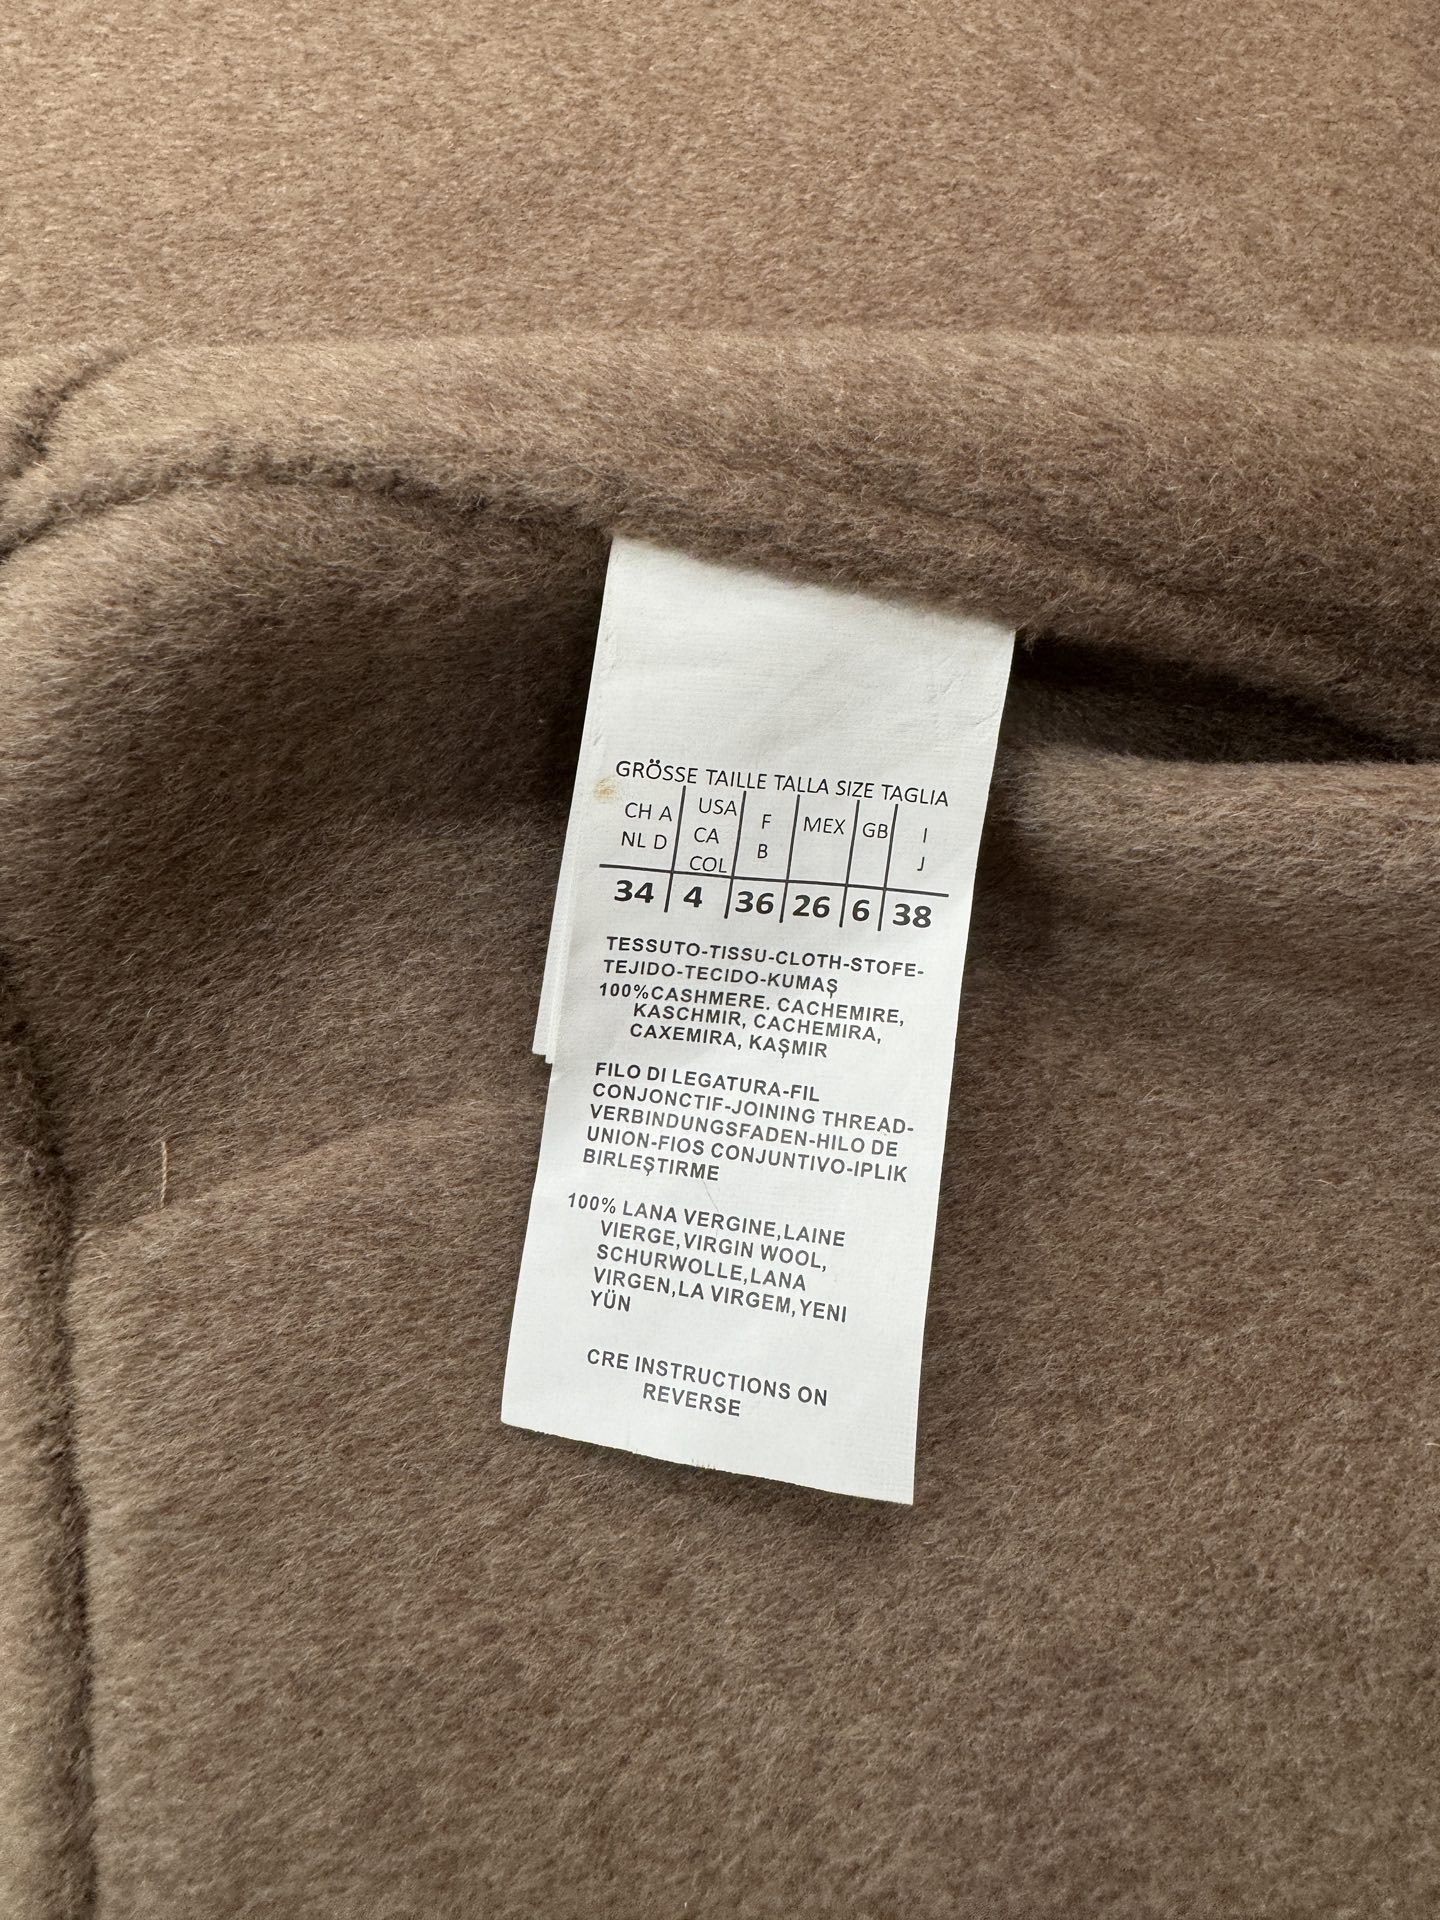 GRÖSSE TAILLE TALLA SIZE TAGLIA
CH A USA F MEX GB I
NL D CA B J
COL
34 4 36 26 6 38
TESSUTO-TISSU-CLOTH-STOFE-
TEJIDO-TECIDO-KUMAŞ
100%CASHMERE. CACHEMIRE,
KASCHMIR, CACHEMIRA,
CAXEMIRA, KAŞMIR
FILO DI LEGATURA-FIL
CONJONCTIF-JOINING THREAD-
VERBINDUNGSFADEN-HILO DE
UNION-FIOS CONJUNTIVO-IPLIK
BIRLEŞTIRME
100% LANA VERGINE,LAINE
VIERGE,VIRGIN WOOL,
SCHURWOLLE,LANA
VIRGEN,LA VIRGEM,YENI
YÜN
CRE INSTRUCTIONS ON
REVERSE